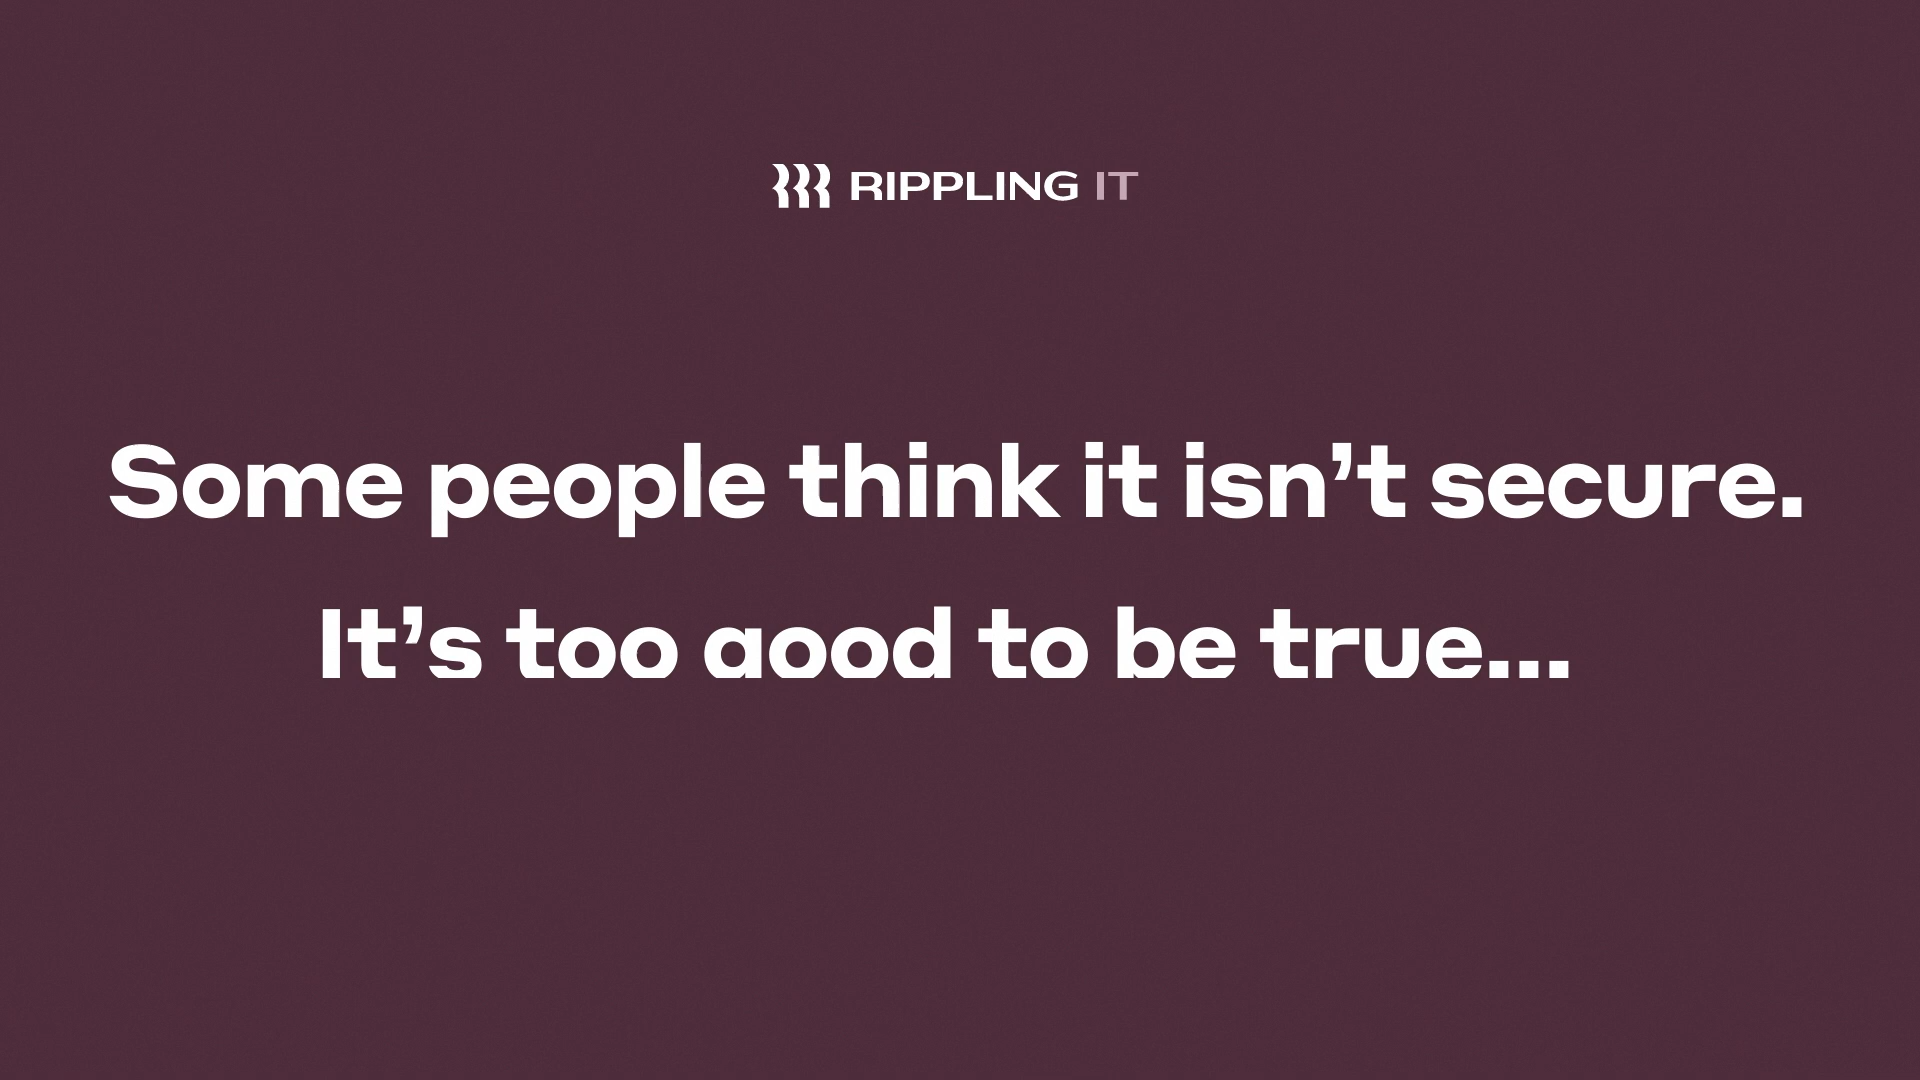 RIPPLING IT
Some people think it isn’t secure.
It’s too good to be true...